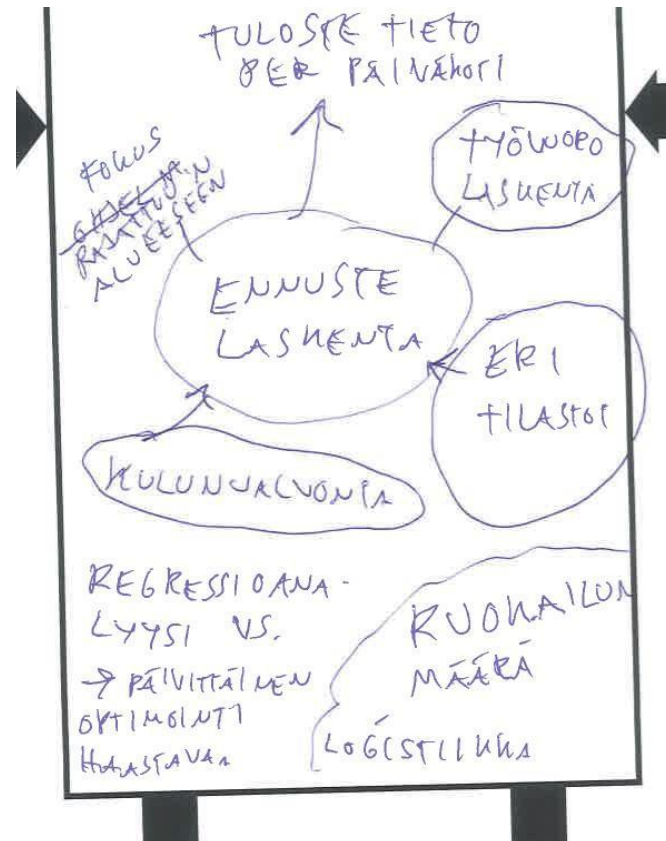 TULOSTE TIETO
PER PÄIVÄKOTI
FOKUS
RAJATTUUN
ALUEESEEN
TYÖVUORO
LASKENTA
ENNUSTE
LASKENTA
ERI
TILASTOT
KULUNVALVONTA
REGRESSIOANA-
LYYSI VS.
→ PÄIVITTÄINEN
OPTIMOINTI
HAASTAVAA
RUOKAILUN
MÄÄRÄ
LOGISTIIKKA